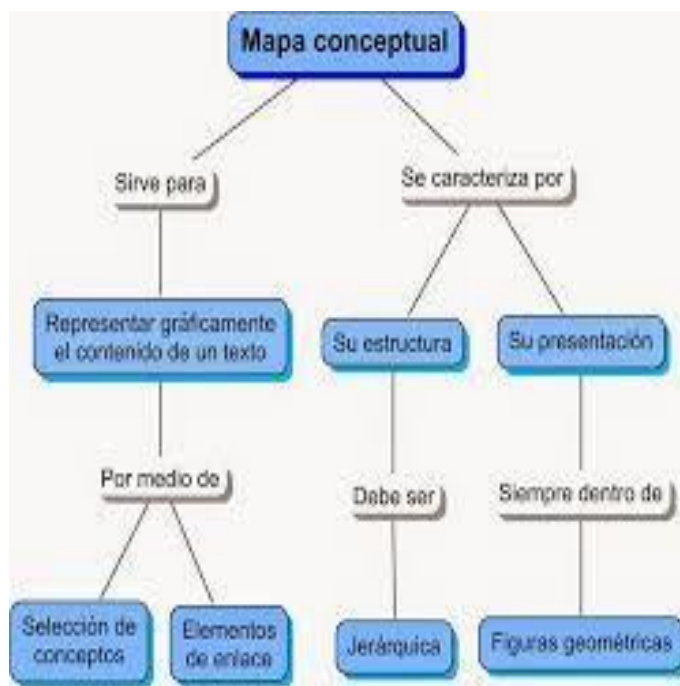 Mapa conceptual
Sirve para
Se caracteriza por
Representar gráficamente
el contenido de un texto
Su estructura
Su presentación
Por medio de
Debe ser
Siempre dentro de
Selección de
conceptos
Elementos
de enlace
Jerárquica
Figuras geométricas